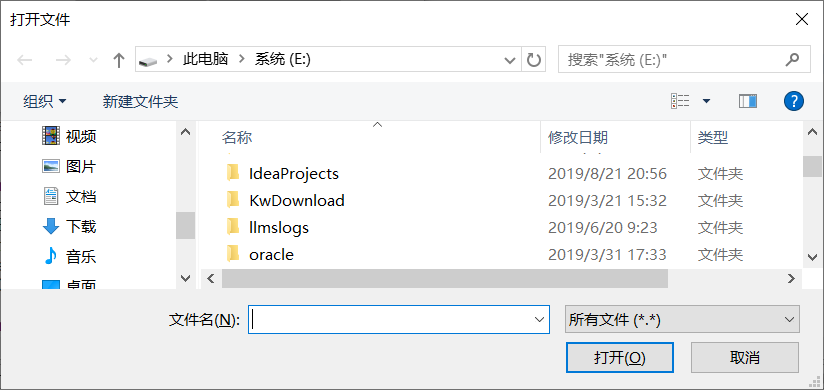 打开文件
此电脑 系统 (E:) 搜索"系统 (E:)"
组织 新建文件夹 ?
名称 修改日期 类型
视频
图片
文档
下载
音乐
桌面
IdeaProjects 2019/8/21 20:56 文件夹
KwDownload 2019/3/21 15:32 文件夹
llmslogs 2019/6/20 9:23 文件夹
oracle 2019/3/31 17:33 文件夹
文件名(N): 所有文件 (*.*)
打开(O) 取消